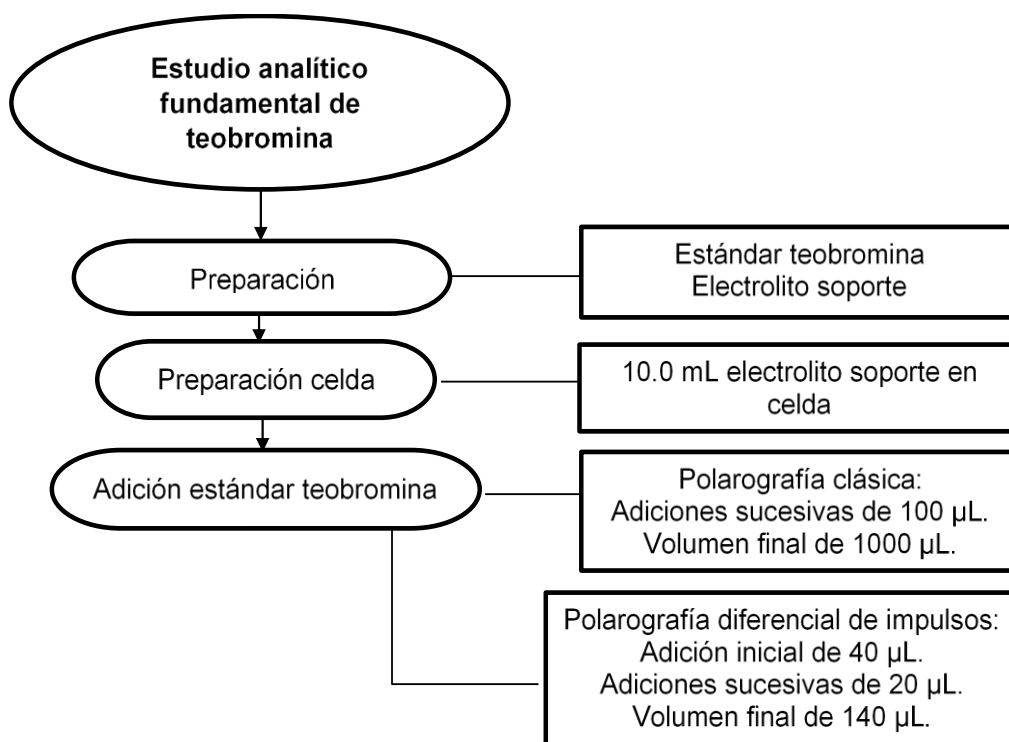 Estudio analítico
fundamental de
teobromina
Preparación
Estándar teobromina
Electrolito soporte
Preparación celda
10.0 mL electrolito soporte en
celda
Adición estándar teobromina
Polarografía clásica:
Adiciones sucesivas de 100 µL.
Volumen final de 1000 µL.
Polarografía diferencial de impulsos:
Adición inicial de 40 µL.
Adiciones sucesivas de 20 µL.
Volumen final de 140 µL.